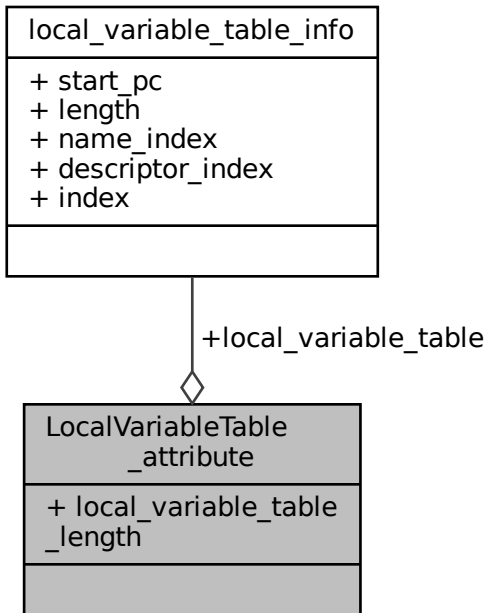 local_variable_table_info
+ start_pc
+ length
+ name_index
+ descriptor_index
+ index
+local_variable_table
LocalVariableTable
_attribute
+ local_variable_table
_length